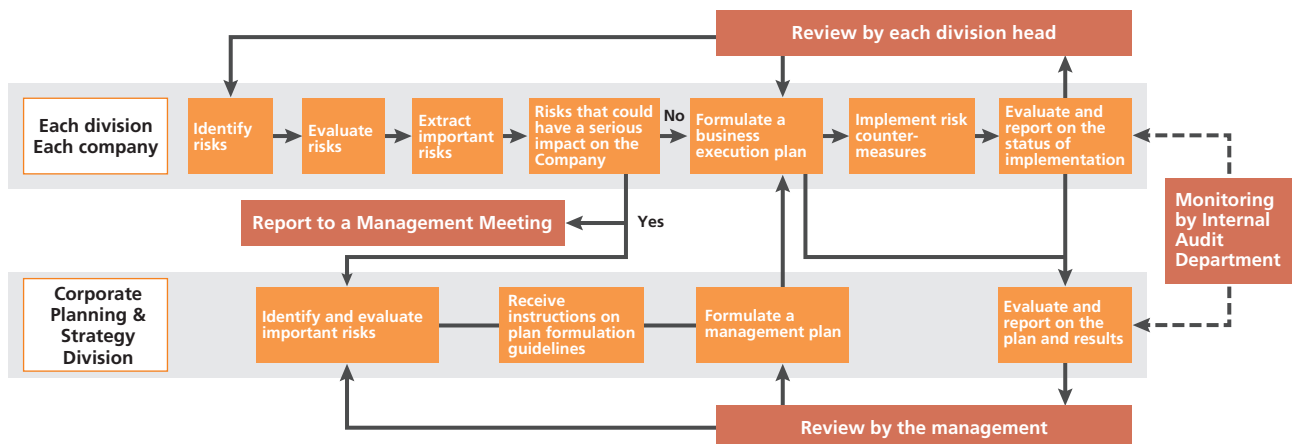 Review by each division head
Each division
Each company
Identify
risks
Evaluate
risks
Extract
important
risks
Risks that could
have a serious
impact on the
Company
No
Formulate a
business
execution plan
Implement risk
counter-
measures
Evaluate and
report on the
status of
implementation
Monitoring
by Internal
Audit
Department
Report to a Management Meeting
Yes
Corporate
Planning &
Strategy
Division
Identify and evaluate
important risks
Receive
instructions on
plan formulation
guidelines
Formulate a
management plan
Evaluate and
report on the
plan and results
Review by the management